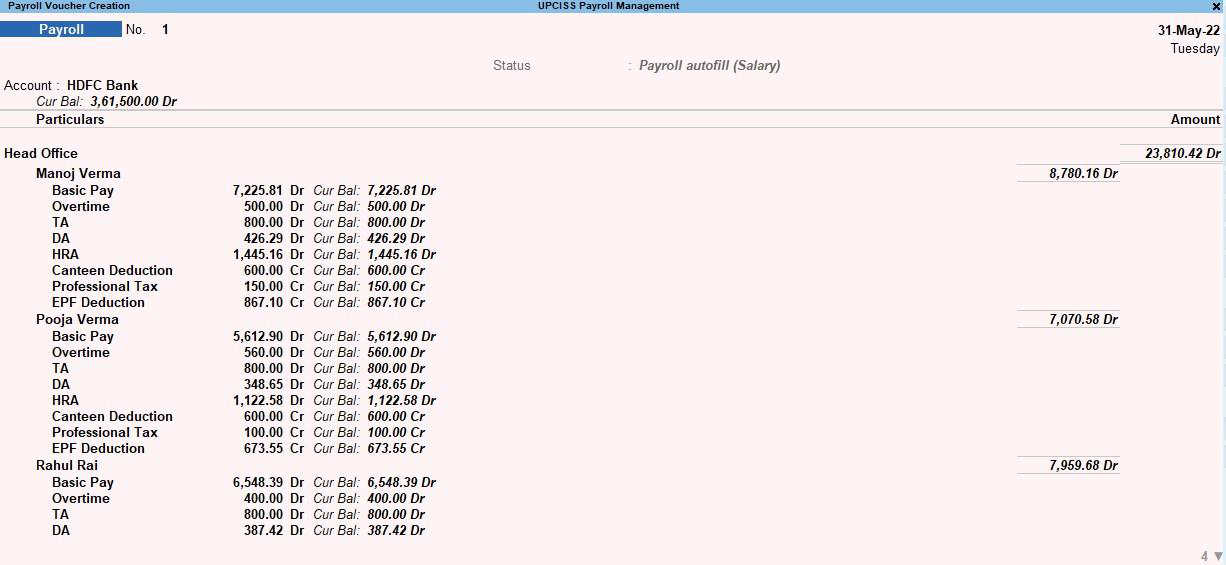 Payroll Voucher Creation UPCISS Payroll Management ×
Payroll No. 1 31-May-22
Tuesday
Status : Payroll autofill (Salary)
Account : HDFC Bank
Cur Bal: 3,61,500.00 Dr
Particulars Amount
Head Office 23,810.42 Dr
Manoj Verma 8,780.16 Dr
Basic Pay 7,225.81 Dr Cur Bal: 7,225.81 Dr
Overtime 500.00 Dr Cur Bal: 500.00 Dr
TA 800.00 Dr Cur Bal: 800.00 Dr
DA 426.29 Dr Cur Bal: 426.29 Dr
HRA 1,445.16 Dr Cur Bal: 1,445.16 Dr
Canteen Deduction 600.00 Cr Cur Bal: 600.00 Cr
Professional Tax 150.00 Cr Cur Bal: 150.00 Cr
EPF Deduction 867.10 Cr Cur Bal: 867.10 Cr
Pooja Verma 7,070.58 Dr
Basic Pay 5,612.90 Dr Cur Bal: 5,612.90 Dr
Overtime 560.00 Dr Cur Bal: 560.00 Dr
TA 800.00 Dr Cur Bal: 800.00 Dr
DA 348.65 Dr Cur Bal: 348.65 Dr
HRA 1,122.58 Dr Cur Bal: 1,122.58 Dr
Canteen Deduction 600.00 Cr Cur Bal: 600.00 Cr
Professional Tax 100.00 Cr Cur Bal: 100.00 Cr
EPF Deduction 673.55 Cr Cur Bal: 673.55 Cr
Rahul Rai 7,959.68 Dr
Basic Pay 6,548.39 Dr Cur Bal: 6,548.39 Dr
Overtime 400.00 Dr Cur Bal: 400.00 Dr
TA 800.00 Dr Cur Bal: 800.00 Dr
DA 387.42 Dr Cur Bal: 387.42 Dr
4 ▼